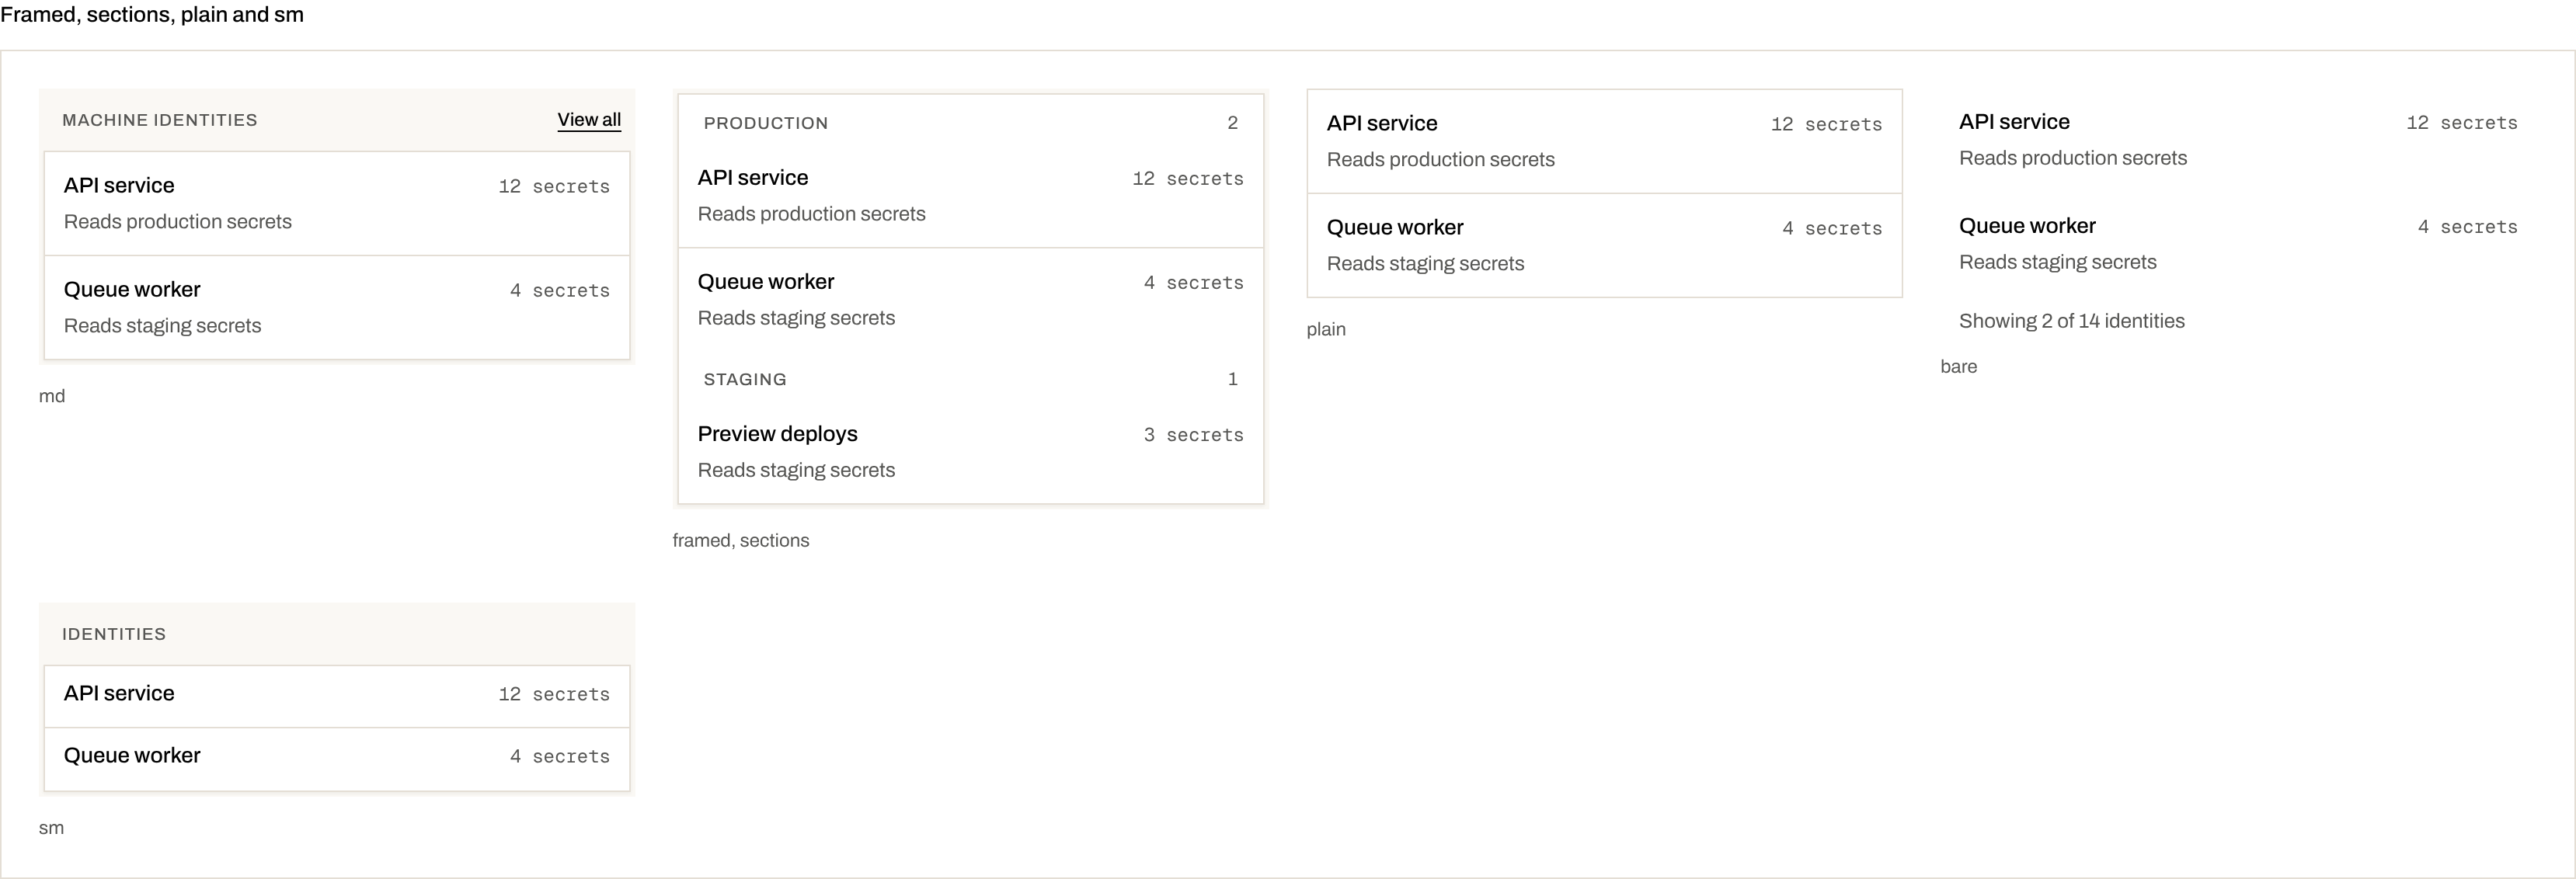 Framed, sections, plain and sm
MACHINE IDENTITIES View all
API service 12 secrets
Reads production secrets
Queue worker 4 secrets
Reads staging secrets
md
PRODUCTION 2
API service 12 secrets
Reads production secrets
Queue worker 4 secrets
Reads staging secrets
STAGING 1
Preview deploys 3 secrets
Reads staging secrets
framed, sections
API service 12 secrets
Reads production secrets
Queue worker 4 secrets
Reads staging secrets
plain
API service 12 secrets
Reads production secrets
Queue worker 4 secrets
Reads staging secrets
Showing 2 of 14 identities
bare
IDENTITIES
API service 12 secrets
Queue worker 4 secrets
sm